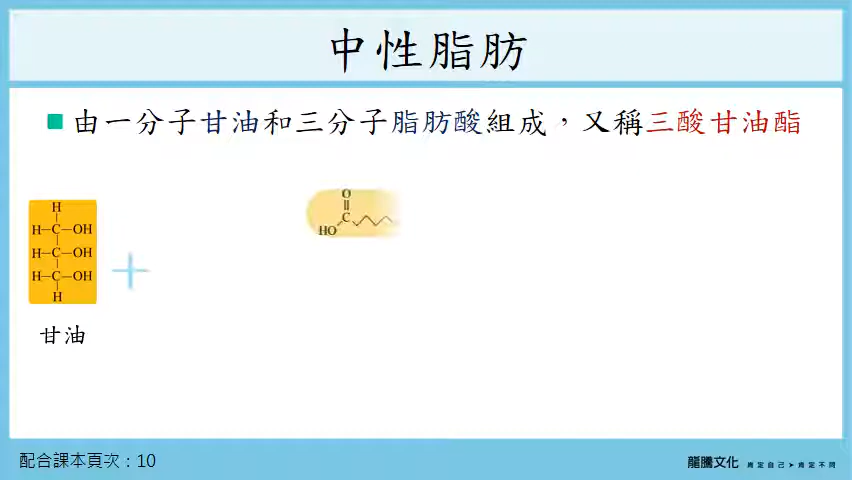 中性脂肪
由一分子甘油和三分子脂肪酸組成，又稱三酸甘油酯
H
H—C—OH
H—C—OH
H—C—OH
H
O
C
HO
甘油
配合課本頁次：10
龍騰文化 肯定自己➤肯定不同